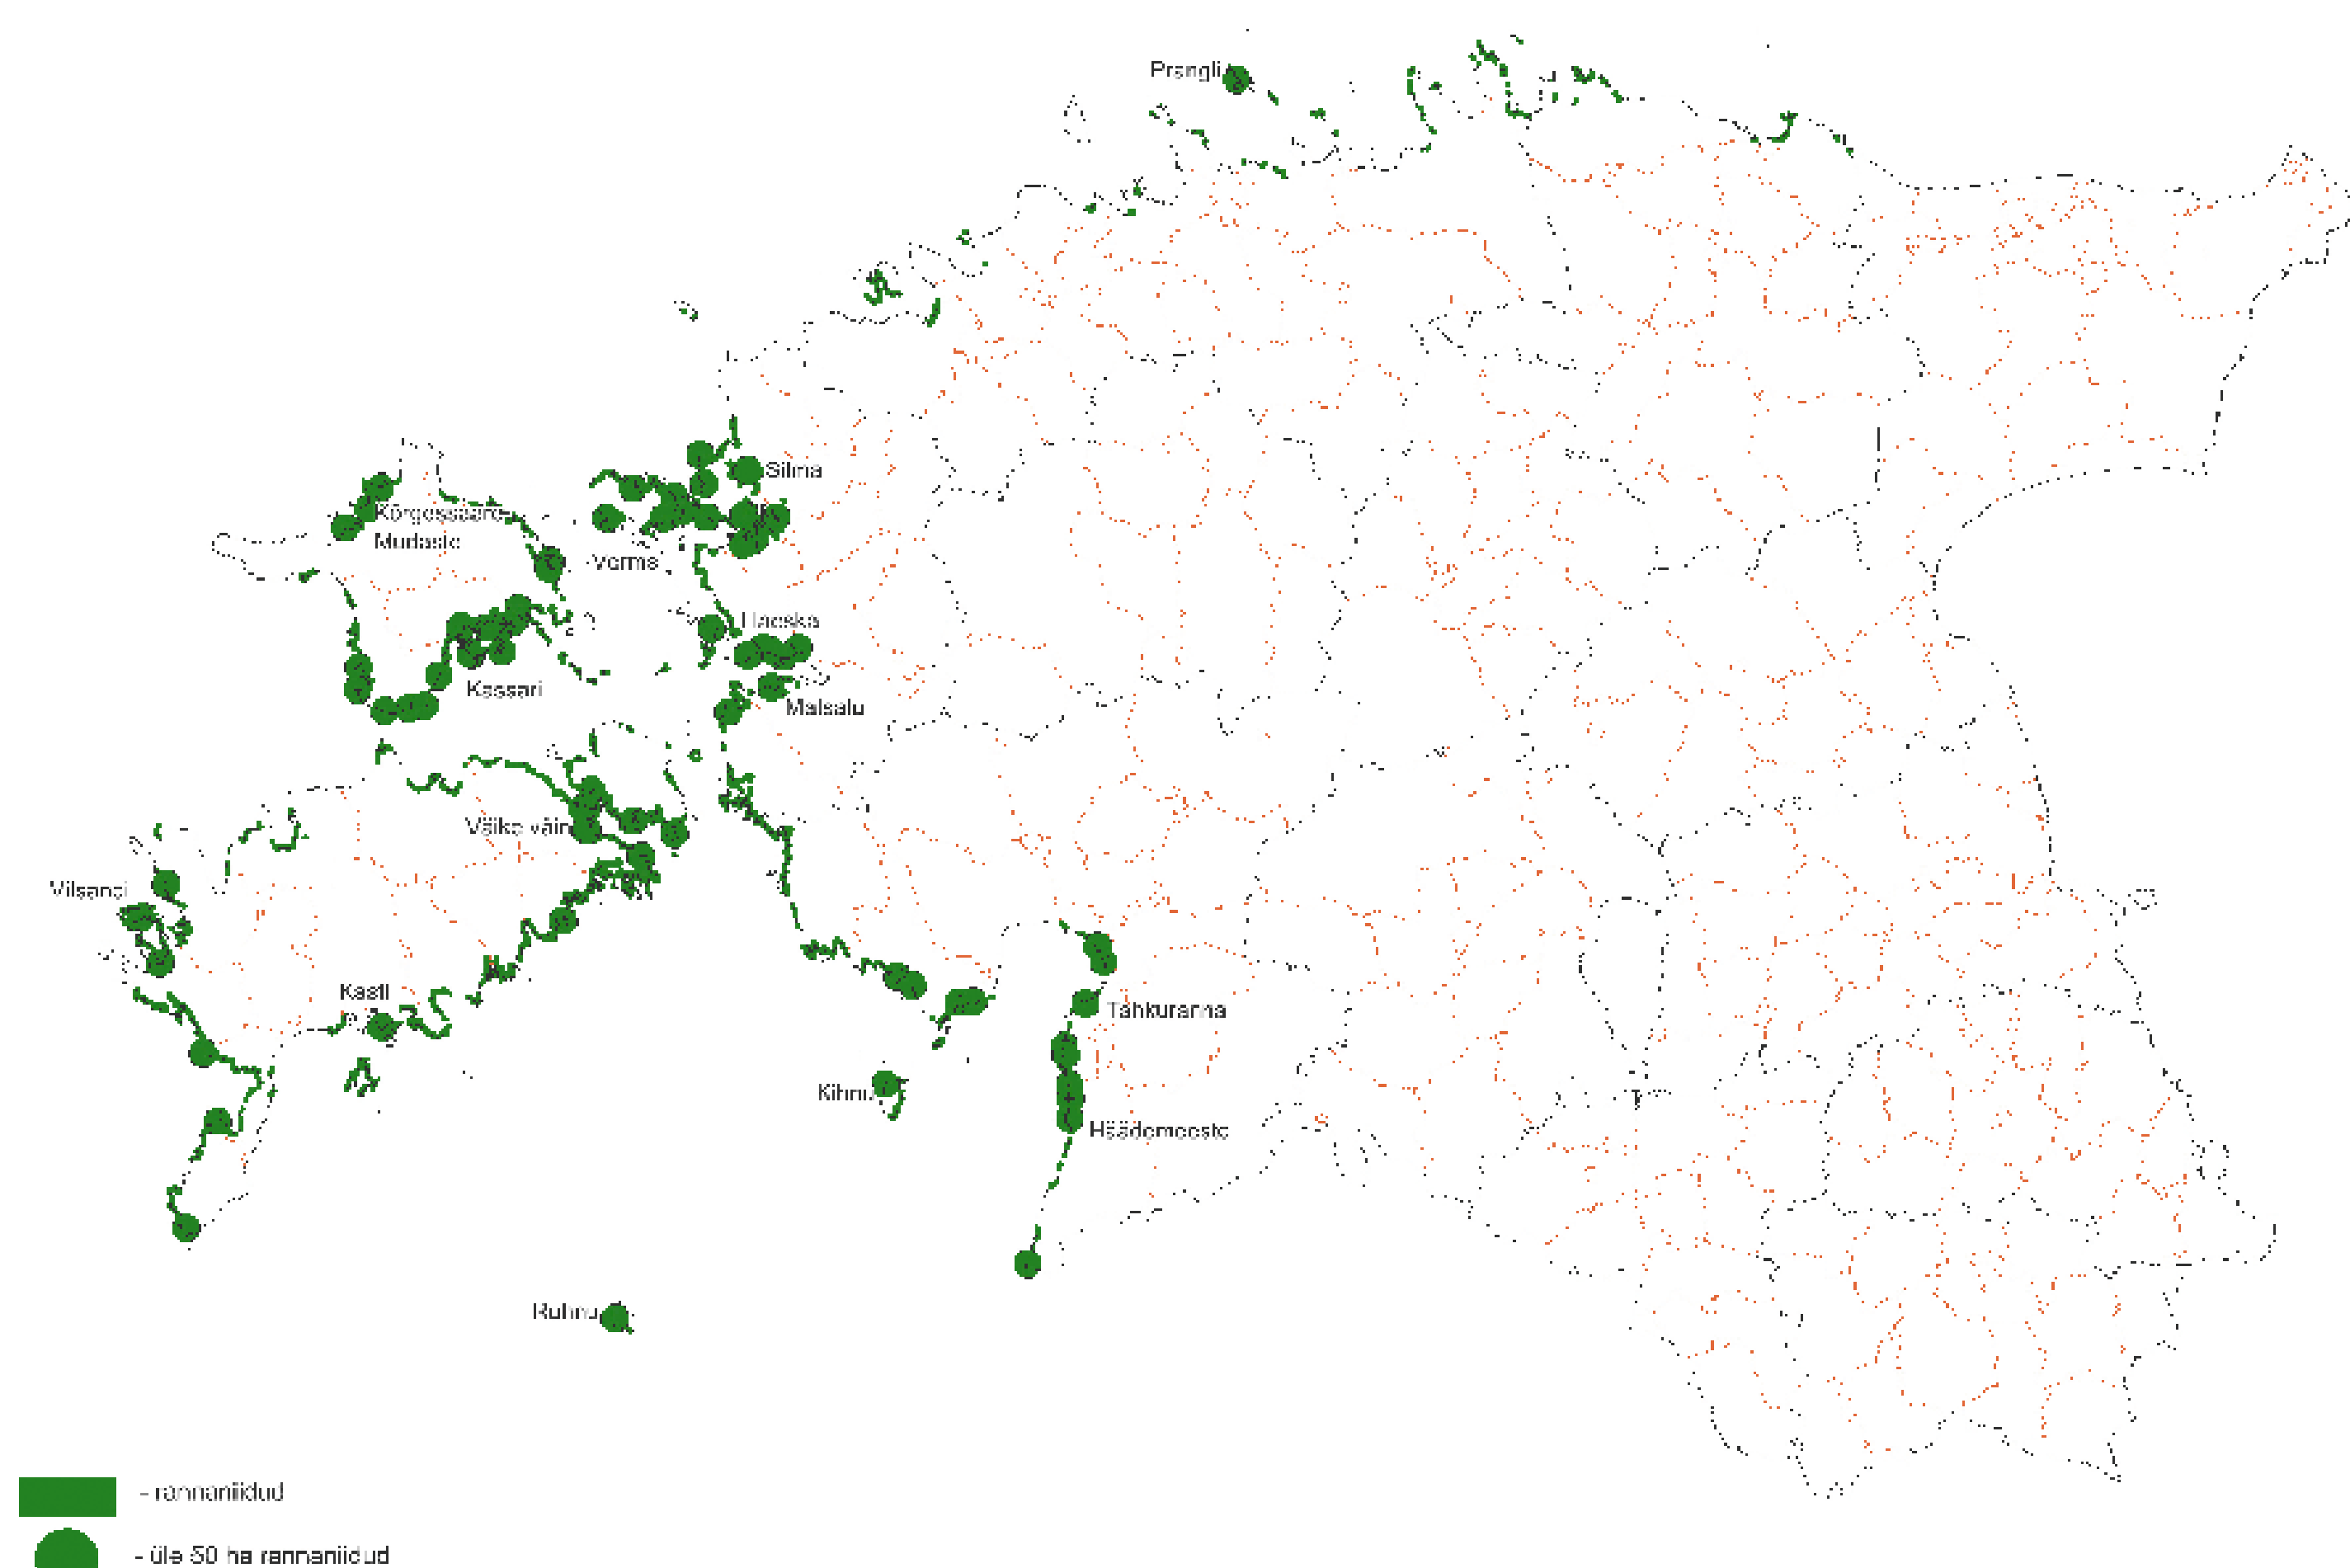 Prangli
Silma
Kõrgessaare
Mudaste
Vormsi
Haeska
Kassari
Matsalu
Väike väin
Vilsandi
Kasti
Tahkuranna
Kihnu
Häädemeeste
Ruhnu
- rannaniidud
- üle 50 ha rannaniidud